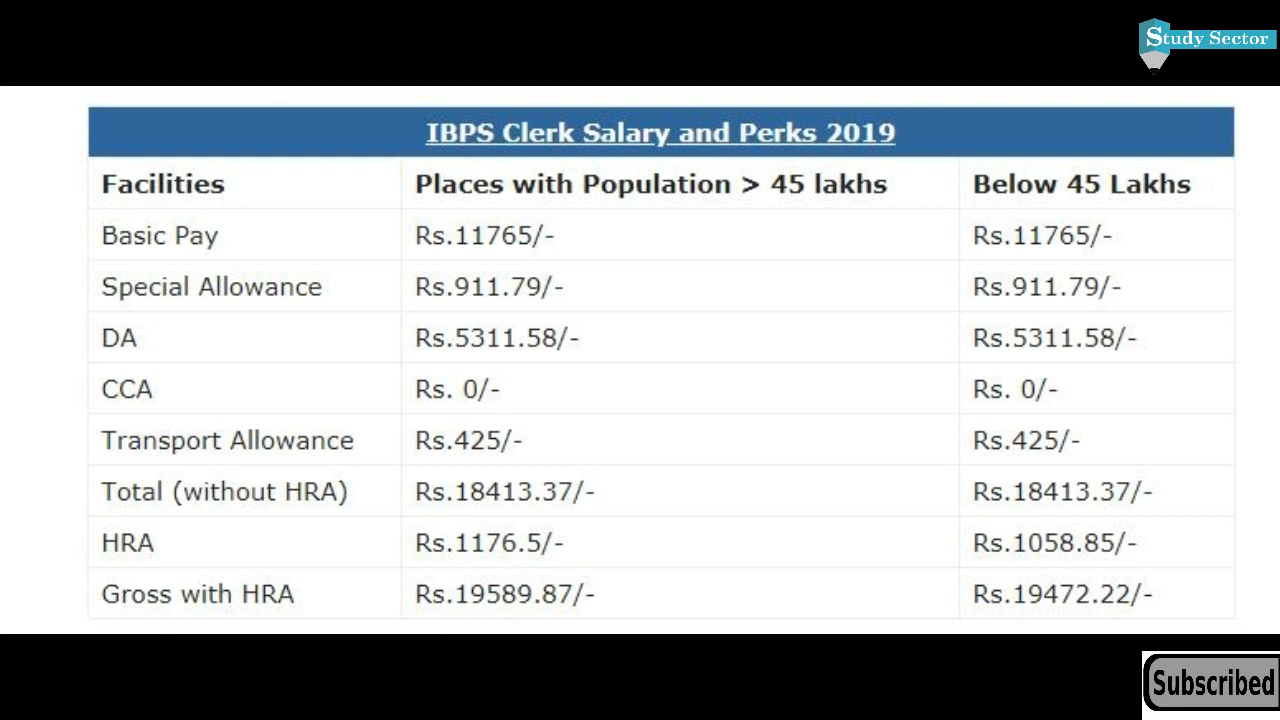 Study Sector
IBPS Clerk Salary and Perks 2019
Facilities Places with Population > 45 lakhs Below 45 Lakhs
Basic Pay Rs.11765/- Rs.11765/-
Special Allowance Rs.911.79/- Rs.911.79/-
DA Rs.5311.58/- Rs.5311.58/-
CCA Rs. 0/- Rs. 0/-
Transport Allowance Rs.425/- Rs.425/-
Total (without HRA) Rs.18413.37/- Rs.18413.37/-
HRA Rs.1176.5/- Rs.1058.85/-
Gross with HRA Rs.19589.87/- Rs.19472.22/-
Subscribed